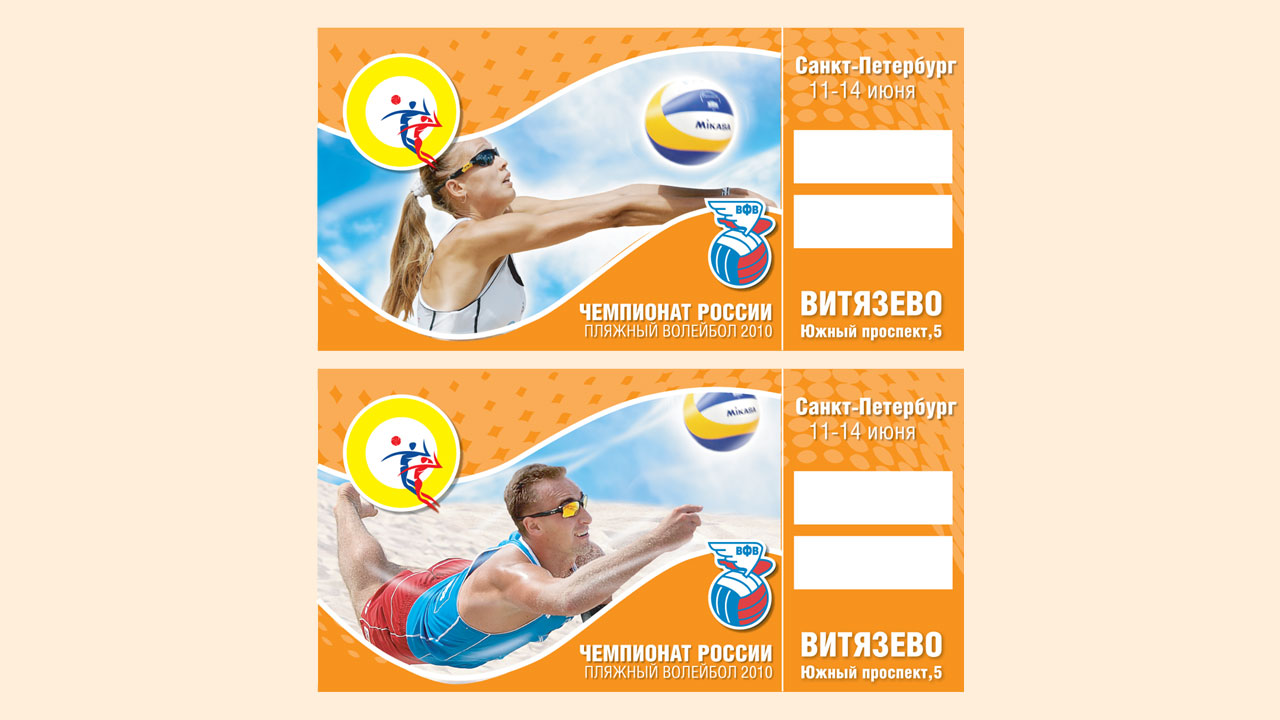 MIKASA
ВФВ
ЧЕМПИОНАТ РОССИИ
ПЛЯЖНЫЙ ВОЛЕЙБОЛ 2010
Санкт-Петербург
11-14 июня
ВИТЯЗЕВО
Южный проспект,5
MIKASA
ВФВ
ЧЕМПИОНАТ РОССИИ
ПЛЯЖНЫЙ ВОЛЕЙБОЛ 2010
Санкт-Петербург
11-14 июня
ВИТЯЗЕВО
Южный проспект,5